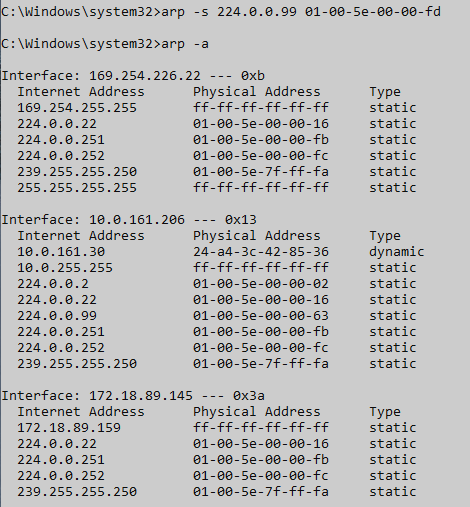 C:\Windows\system32>arp -s 224.0.0.99 01-00-5e-00-00-fd
C:\Windows\system32>arp -a
Interface: 169.254.226.22 --- 0xb
Internet Address Physical Address Type
169.254.255.255 ff-ff-ff-ff-ff-ff static
224.0.0.22 01-00-5e-00-00-16 static
224.0.0.251 01-00-5e-00-00-fb static
224.0.0.252 01-00-5e-00-00-fc static
239.255.255.250 01-00-5e-7f-ff-fa static
255.255.255.255 ff-ff-ff-ff-ff-ff static
Interface: 10.0.161.206 --- 0x13
Internet Address Physical Address Type
10.0.161.30 24-a4-3c-42-85-36 dynamic
10.0.255.255 ff-ff-ff-ff-ff-ff static
224.0.0.2 01-00-5e-00-00-02 static
224.0.0.22 01-00-5e-00-00-16 static
224.0.0.99 01-00-5e-00-00-63 static
224.0.0.251 01-00-5e-00-00-fb static
224.0.0.252 01-00-5e-00-00-fc static
239.255.255.250 01-00-5e-7f-ff-fa static
Interface: 172.18.89.145 --- 0x3a
Internet Address Physical Address Type
172.18.89.159 ff-ff-ff-ff-ff-ff static
224.0.0.22 01-00-5e-00-00-16 static
224.0.0.251 01-00-5e-00-00-fb static
224.0.0.252 01-00-5e-00-00-fc static
239.255.255.250 01-00-5e-7f-ff-fa static